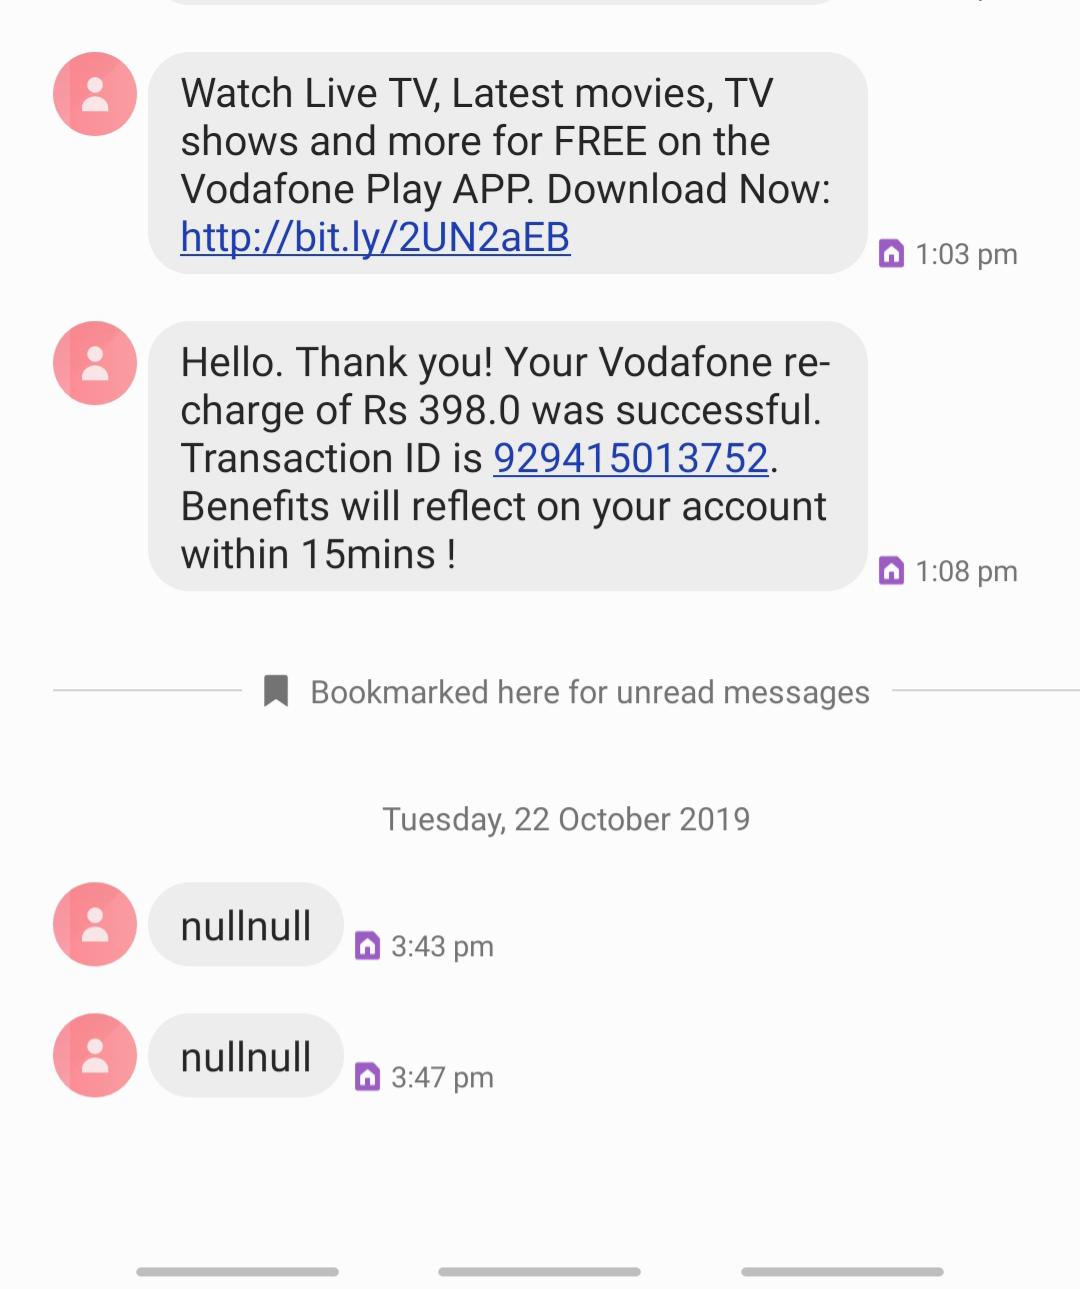 Watch Live TV, Latest movies, TV
shows and more for FREE on the
Vodafone Play APP. Download Now:
http://bit.ly/2UN2aEB
1:03 pm
Hello. Thank you! Your Vodafone re-
charge of Rs 398.0 was successful.
Transaction ID is 929415013752.
Benefits will reflect on your account
within 15mins !
1:08 pm
Bookmarked here for unread messages
Tuesday, 22 October 2019
nullnull
3:43 pm
nullnull
3:47 pm